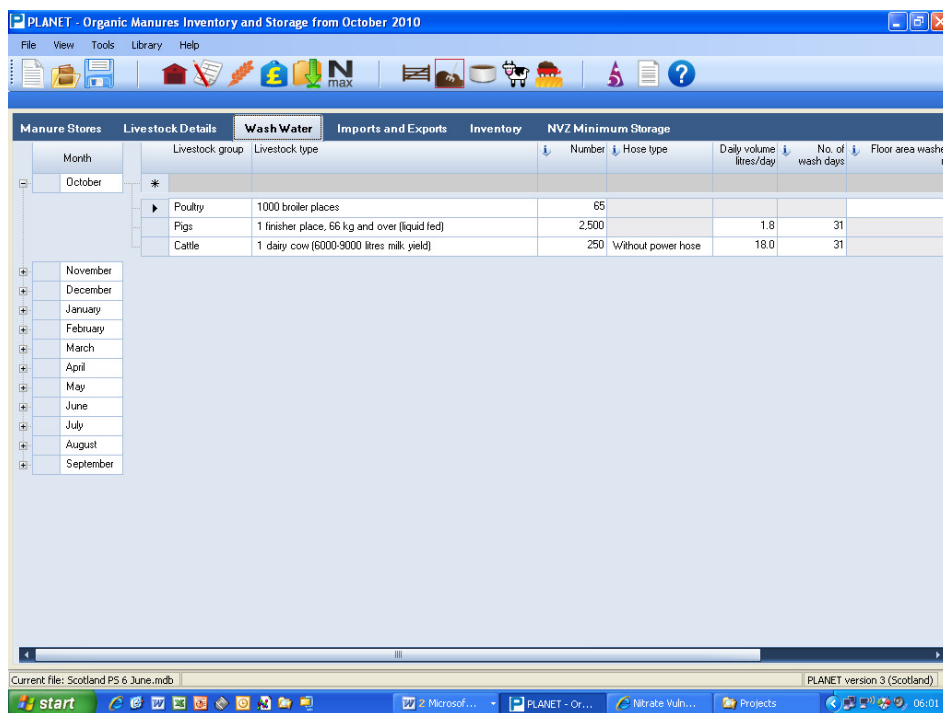 PLANET - Organic Manures Inventory and Storage from October 2010
File View Tools Library Help
N max
Manure Stores Livestock Details Wash Water Imports and Exports Inventory NVZ Minimum Storage
Month Livestock group Livestock type Number Hose type Daily volume litres/day No. of wash days Floor area washe
October
Poultry 1000 broiler places 65
Pigs 1 finisher place, 66 kg and over (liquid fed) 2,500 1.8 31
Cattle 1 dairy cow (6000-9000 litres milk yield) 250 Without power hose 18.0 31
November
December
January
February
March
April
May
June
July
August
September
Current file: Scotland PS 6 June.mdb PLANET version 3 (Scotland)
start 2 Microsof... PLANET - Or... Nitrate Vuln... Projects 06:01